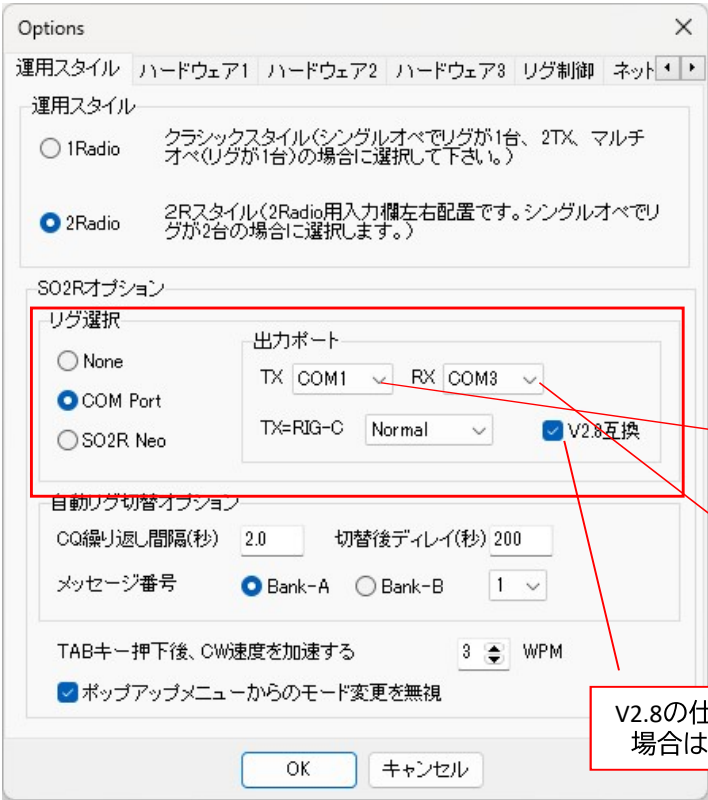 Options
運用スタイル ハードウェア1 ハードウェア2 ハードウェア3 リグ制御 ネット
運用スタイル
1Radio
クラシックスタイル(シングルオペでリグが1台、2TX、マルチ
オペ(リグが1台)の場合に選択して下さい。)
2Radio
2Rスタイル(2Radio用入力欄左右配置です。シングルオペでリ
グが2台の場合に選択します。)
SO2Rオプション
リグ選択
None
COM Port
SO2R Neo
出力ポート
TX COM1 RX COM3
TX=RIG-C Normal V2.8互換
自動リグ切替オプション
CQ繰り返し間隔(秒) 2.0 切替後ディレイ(秒) 200
メッセージ番号 Bank-A Bank-B 1
TABキー押下後、CW速度を加速する 3 WPM
ポップアップメニューからのモード変更を無視
V2.8の仕
場合は
OK キャンセル